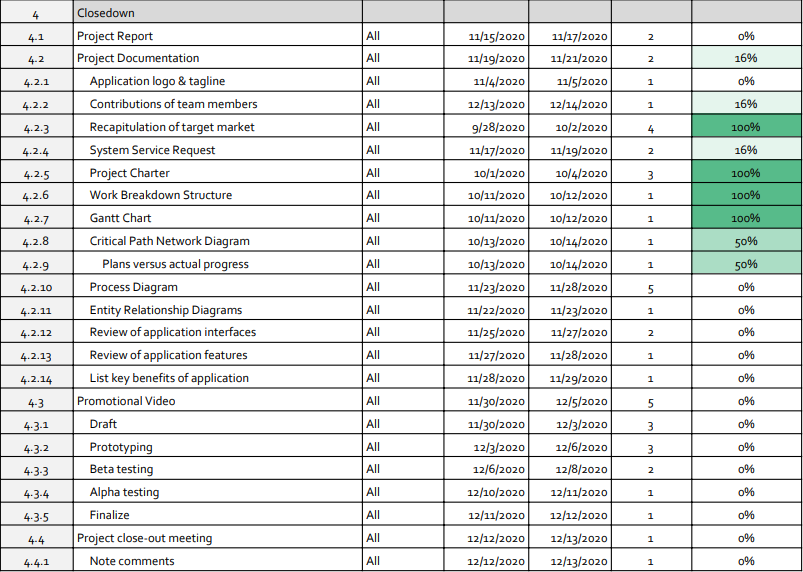 4 Closedown
4.1 Project Report All 11/15/2020 11/17/2020 2 0%
4.2 Project Documentation All 11/19/2020 11/21/2020 2 16%
4.2.1 Application logo & tagline All 11/4/2020 11/5/2020 1 0%
4.2.2 Contributions of team members All 12/13/2020 12/14/2020 1 16%
4.2.3 Recapitulation of target market All 9/28/2020 10/2/2020 4 100%
4.2.4 System Service Request All 11/17/2020 11/19/2020 2 16%
4.2.5 Project Charter All 10/1/2020 10/4/2020 3 100%
4.2.6 Work Breakdown Structure All 10/11/2020 10/12/2020 1 100%
4.2.7 Gantt Chart All 10/11/2020 10/12/2020 1 100%
4.2.8 Critical Path Network Diagram All 10/13/2020 10/14/2020 1 50%
4.2.9 Plans versus actual progress All 10/13/2020 10/14/2020 1 50%
4.2.10 Process Diagram All 11/23/2020 11/28/2020 5 0%
4.2.11 Entity Relationship Diagrams All 11/22/2020 11/23/2020 1 0%
4.2.12 Review of application interfaces All 11/25/2020 11/27/2020 2 0%
4.2.13 Review of application features All 11/27/2020 11/28/2020 1 0%
4.2.14 List key benefits of application All 11/28/2020 11/29/2020 1 0%
4.3 Promotional Video All 11/30/2020 12/5/2020 5 0%
4.3.1 Draft All 11/30/2020 12/3/2020 3 0%
4.3.2 Prototyping All 12/3/2020 12/6/2020 3 0%
4.3.3 Beta testing All 12/6/2020 12/8/2020 2 0%
4.3.4 Alpha testing All 12/10/2020 12/11/2020 1 0%
4.3.5 Finalize All 12/11/2020 12/12/2020 1 0%
4.4 Project close-out meeting All 12/12/2020 12/13/2020 1 0%
4.4.1 Note comments All 12/12/2020 12/13/2020 1 0%